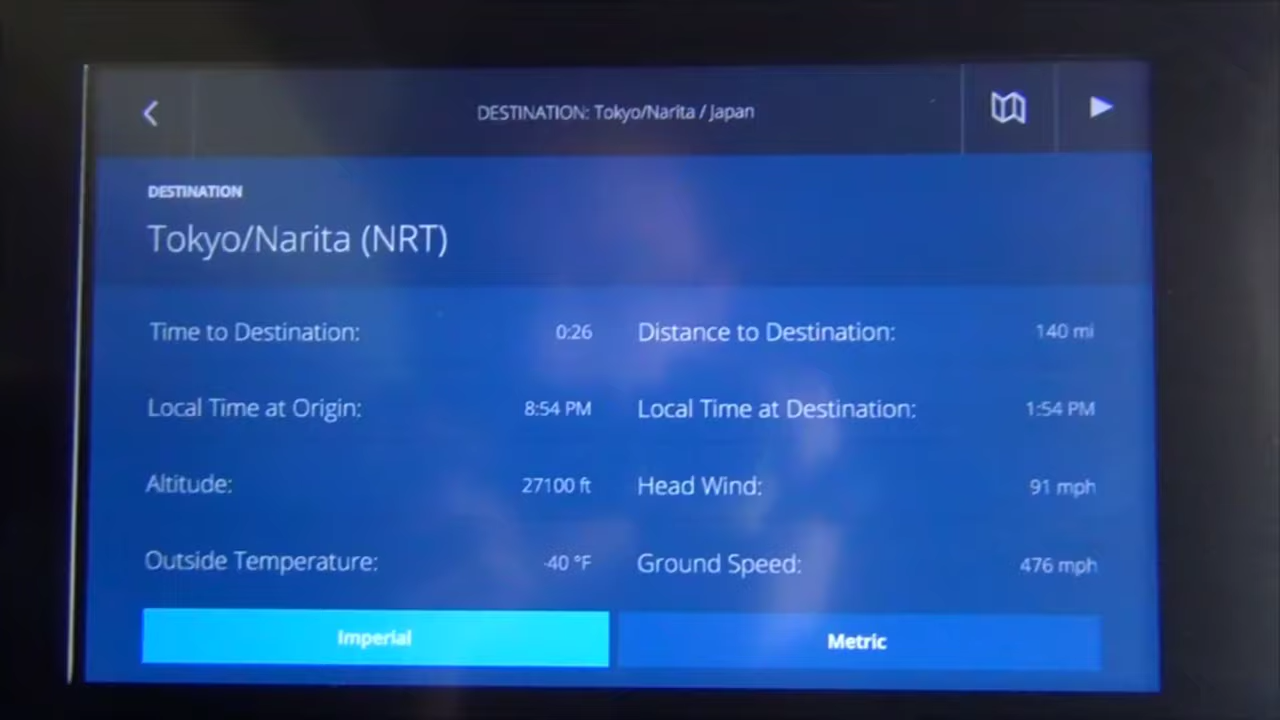 DESTINATION: Tokyo/Narita / Japan
DESTINATION
Tokyo/Narita (NRT)
Time to Destination: 0:26 Distance to Destination: 140 mi
Local Time at Origin: 8:54 PM Local Time at Destination: 1:54 PM
Altitude: 27100 ft Head Wind: 91 mph
Outside Temperature: -40 °F Ground Speed: 476 mph
Imperial Metric